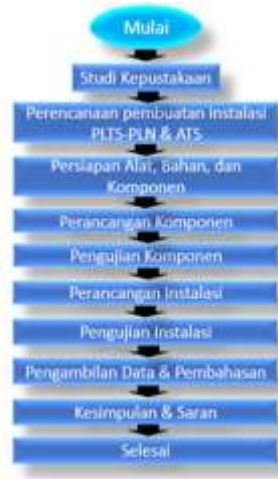 Mulai
Studi Kepustakaan
Perencanaan pembuatan Instalasi
PLTS-PLN & ATS
Persiapan Alat, Bahan, dan
Komponen
Perancangan Komponen
Pengujian Komponen
Perancangan Instalasi
Pengujian Instalasi
Pengambilan Data & Pembahasan
Kesimpulan & Saran
Selesai